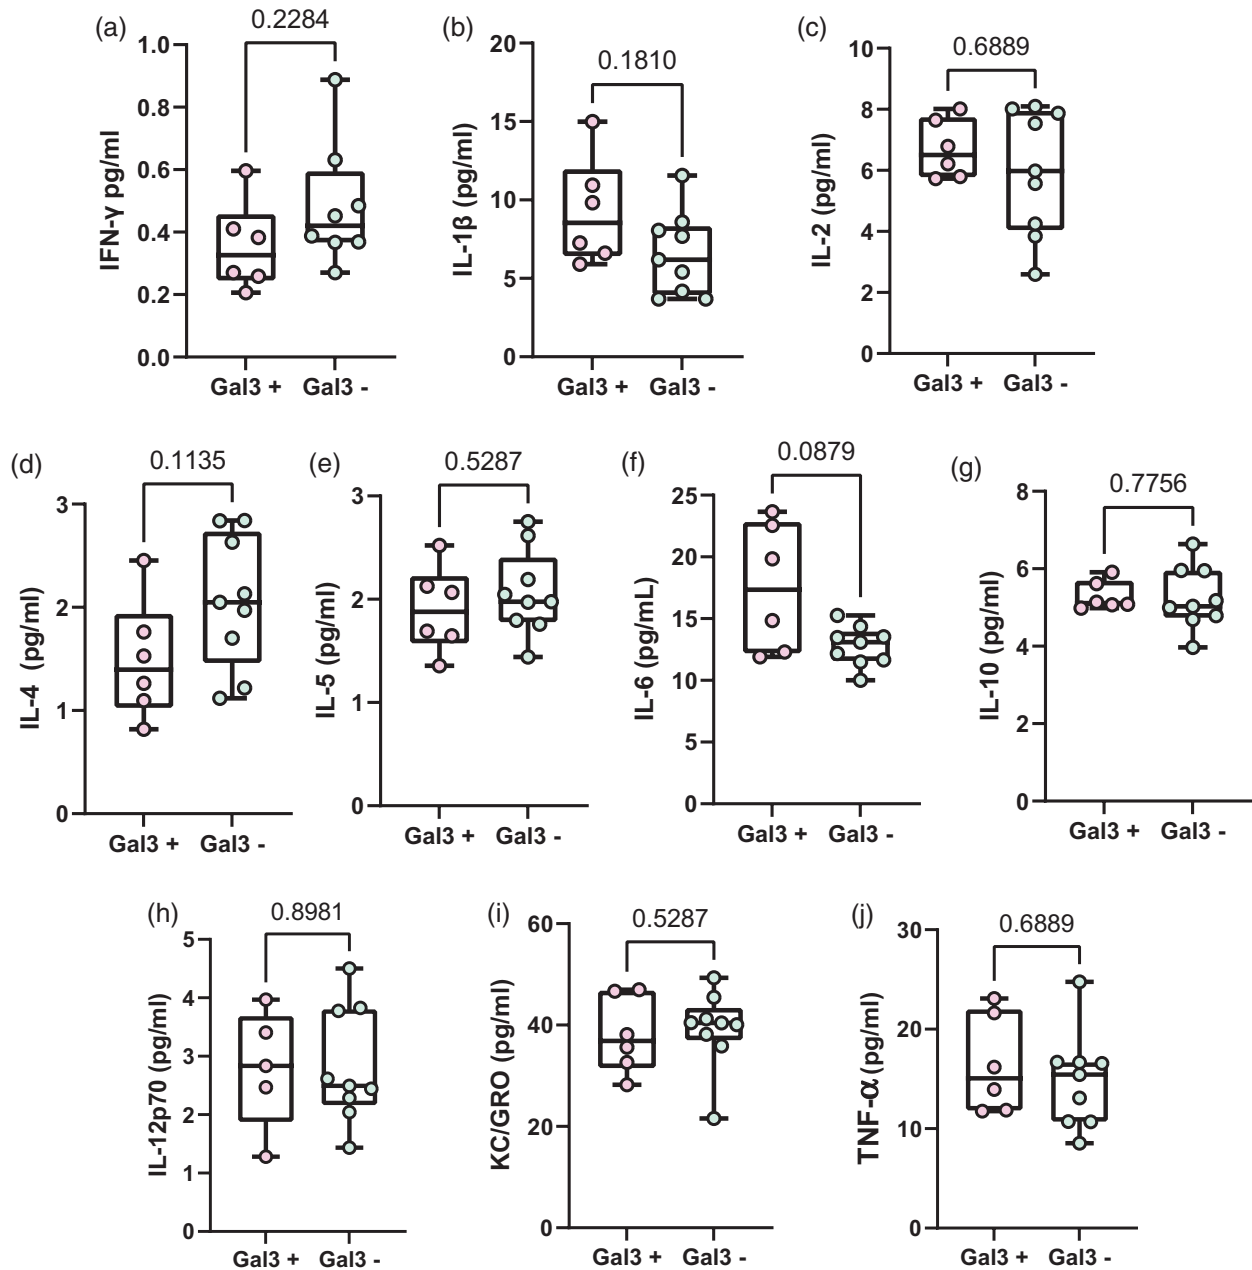 (a)
0.2284
1.0
0.8
0.6
0.4
0.2
0.0
IFN-γ pg/ml
Gal3 + Gal3 -
(b)
0.1810
20
15
10
5
0
IL-1β (pg/ml)
Gal3 + Gal3 -
(c)
0.6889
10
8
6
4
2
0
IL-2 (pg/ml)
Gal3 + Gal3 -
(d)
0.1135
3
2
1
0
IL-4 (pg/ml)
Gal3 + Gal3 -
(e)
0.5287
3
2
1
0
IL-5 (pg/ml)
Gal3 + Gal3 -
(f)
0.0879
25
20
15
10
5
0
IL-6 (pg/mL)
Gal3 + Gal3 -
(g)
0.7756
8
6
4
2
0
IL-10 (pg/ml)
Gal3 + Gal3 -
(h)
0.8981
5
4
3
2
1
0
IL-12p70 (pg/ml)
Gal3 + Gal3 -
(i)
0.5287
60
40
20
0
KC/GRO (pg/ml)
Gal3 + Gal3 -
(j)
0.6889
30
20
10
0
TNF-α (pg/ml)
Gal3 + Gal3 -